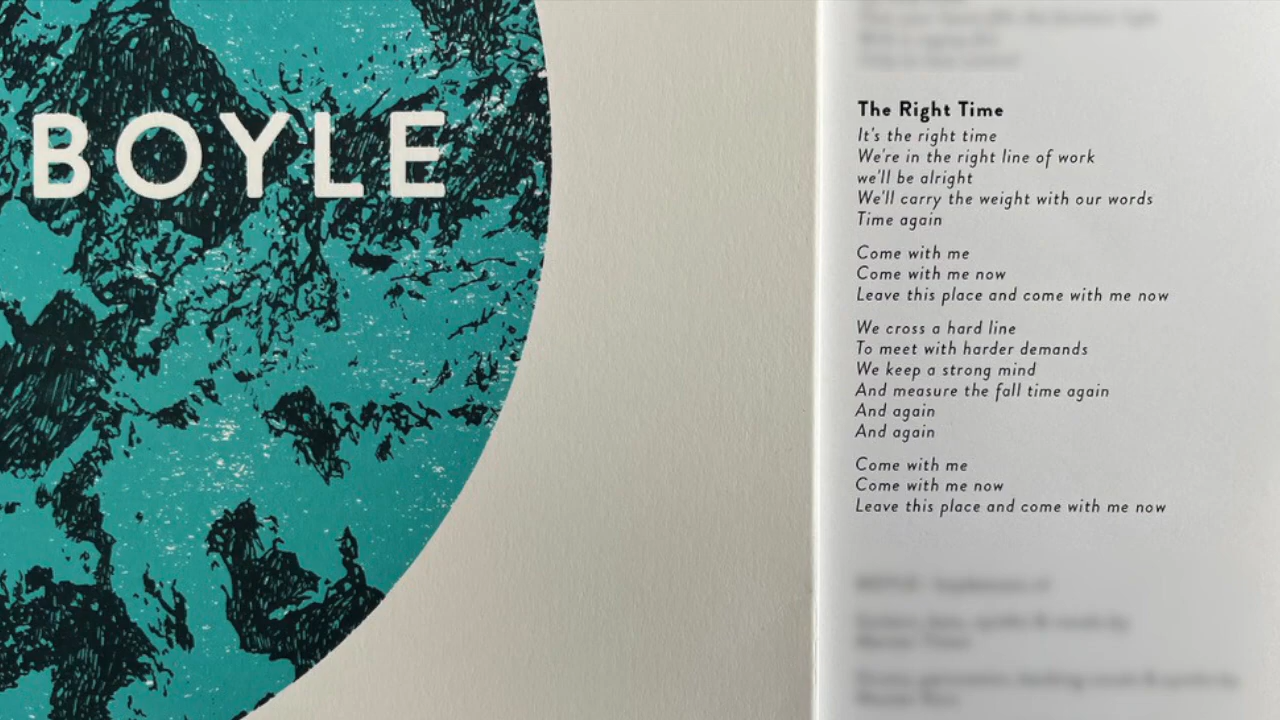 BOYLE
The Right Time
It's the right time
We're in the right line of work
we'll be alright
We'll carry the weight with our words
Time again
Come with me
Come with me now
Leave this place and come with me now
We cross a hard line
To meet with harder demands
We keep a strong mind
And measure the fall time again
And again
And again
Come with me
Come with me now
Leave this place and come with me now